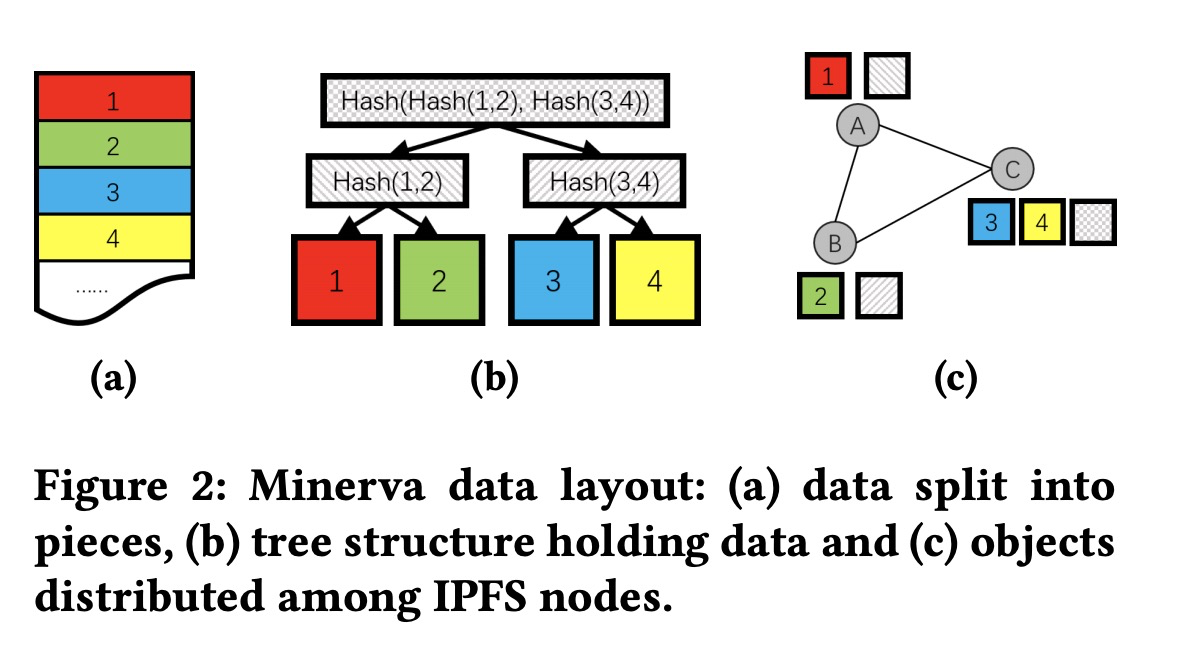 1
2
3
4
......
(a)
Hash(Hash(1,2), Hash(3,4))
Hash(1,2) Hash(3,4)
1 2 3 4
(b)
1
A
C
3 4
B
2
(c)
Figure 2: Minerva data layout: (a) data split into
pieces, (b) tree structure holding data and (c) objects
distributed among IPFS nodes.